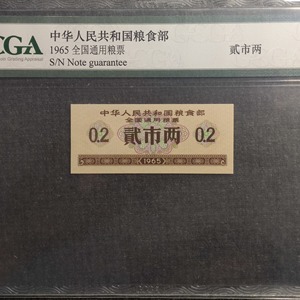 CGA
中华人民共和国粮食部
1965 全国通用粮票
S/N Note guarantee
贰市两
中华人民共和国粮食部
全国通用粮票
0.2 貳市两 0.2
1965